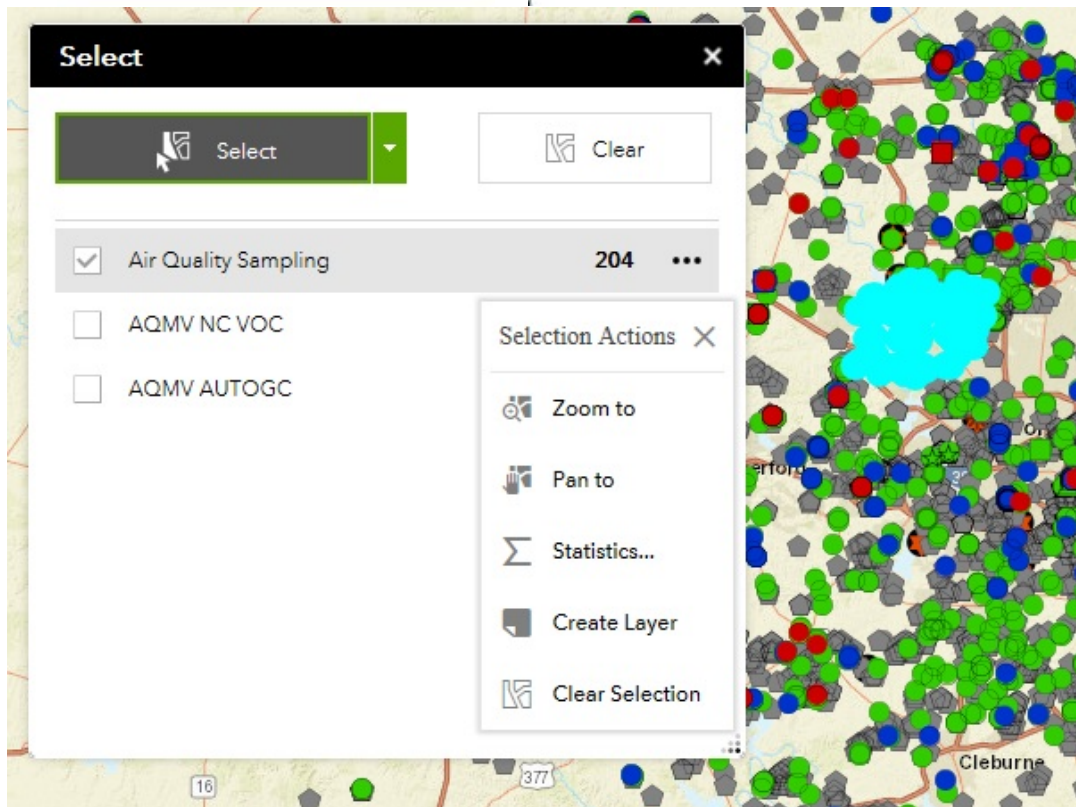 Select
Select
Clear
Air Quality Sampling 204
AQMV NC VOC
AQMV AUTOGC
Selection Actions
Zoom to
Pan to
Statistics...
Create Layer
Clear Selection
erford
Cleburne
16
377